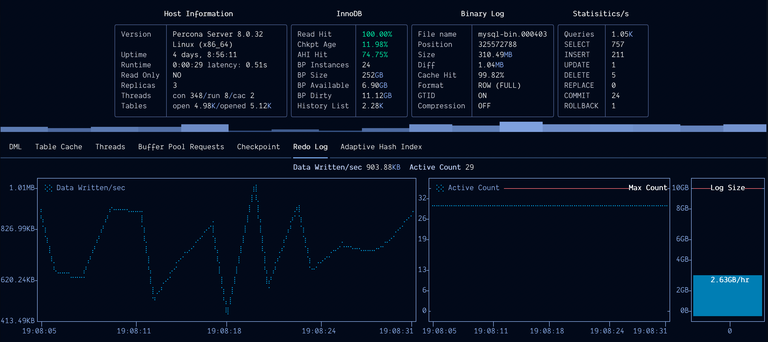 Host Information
Version Percona Server 8.0.32
Linux (x86_64)
Uptime 4 days, 8:56:11
Runtime 0:00:29 latency: 0.51s
Read Only NO
Replicas 3
Threads con 348/run 8/cac 2
Tables open 4.98K/opened 5.12K
InnoDB
Read Hit 100.00%
Chkpt Age 11.98%
AHI Hit 74.75%
BP Instances 24
BP Size 252GB
BP Available 6.90GB
BP Dirty 11.12GB
History List 2.28K
Binary Log
File name mysql-bin.000403
Position 325572788
Size 310.49MB
Diff 1.04MB
Cache Hit 99.82%
Format ROW (FULL)
GTID ON
Compression OFF
Statisitics/s
Queries 1.05K
SELECT 757
INSERT 211
UPDATE 1
DELETE 5
REPLACE 0
COMMIT 24
ROLLBACK 1
DML Table Cache Threads Buffer Pool Requests Checkpoint Redo Log Adaptive Hash Index
Data Written/sec 903.88KB Active Count 29
Data Written/sec
1.01MB
826.99KB
620.24KB
413.49KB
19:08:05 19:08:11 19:08:18 19:08:24 19:08:31
Active Count Max Count
32
26
19
13
6
0
19:08:05 19:08:11 19:08:18 19:08:24 19:08:31
Log Size
10GB
8GB
6GB
4GB
2GB
0B
2.63GB/hr
0